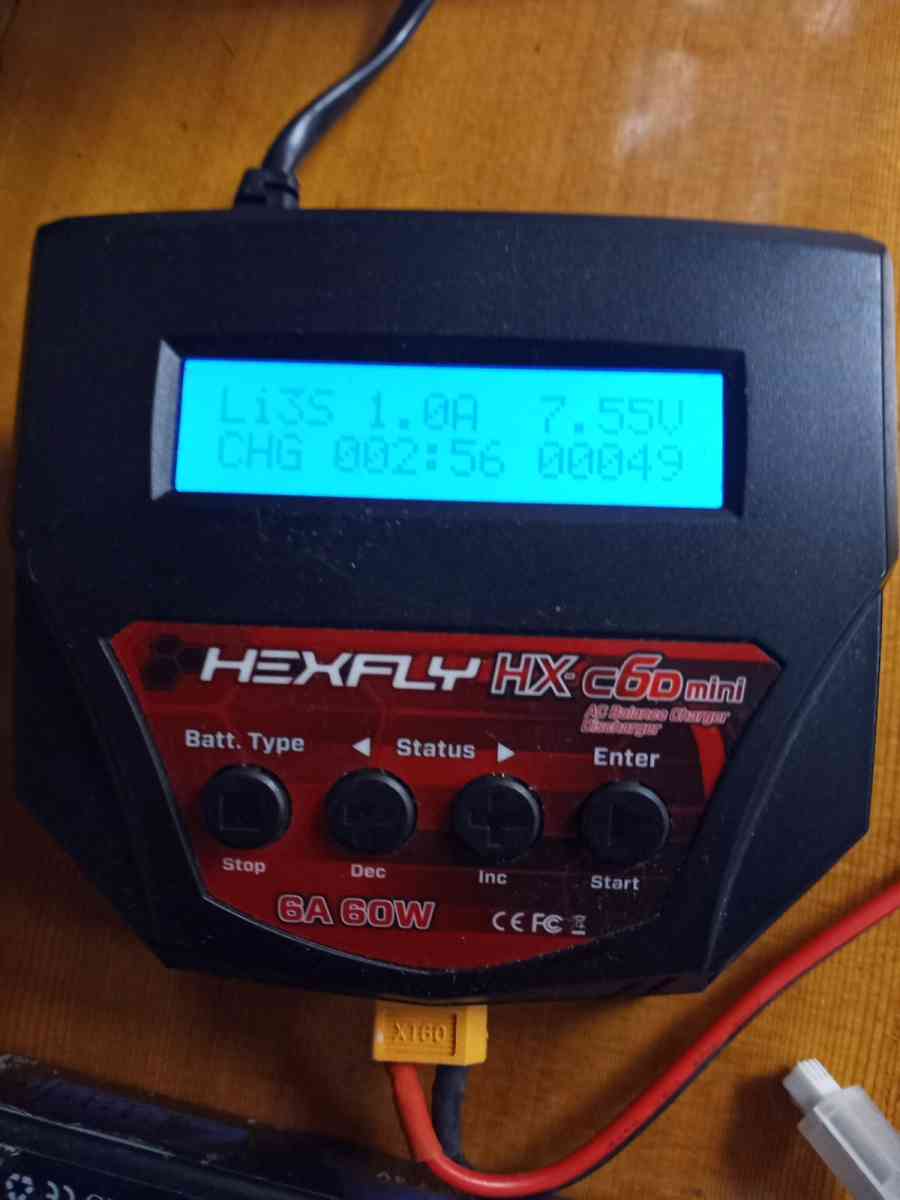 Li3S 1.0A 7.55V
CHG 002:56 00049
HEXFLY HX-C60 mini
AC Balance Charger
Discharger
Batt. Type ◀ Status ▶ Enter
Stop Dec Inc Start
6A 60W CE FC
XT60